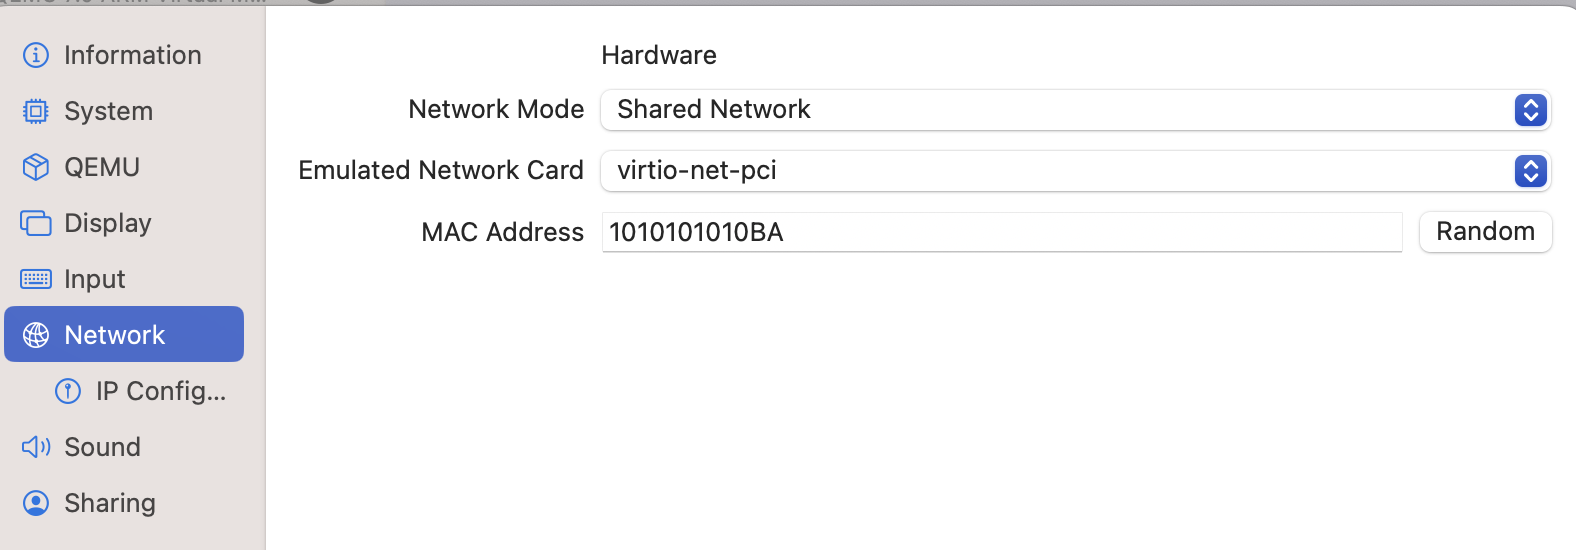 Information
System
QEMU
Display
Input
Network
IP Config...
Sound
Sharing
Hardware
Network Mode
Shared Network
Emulated Network Card
virtio-net-pci
MAC Address
1010101010BA
Random